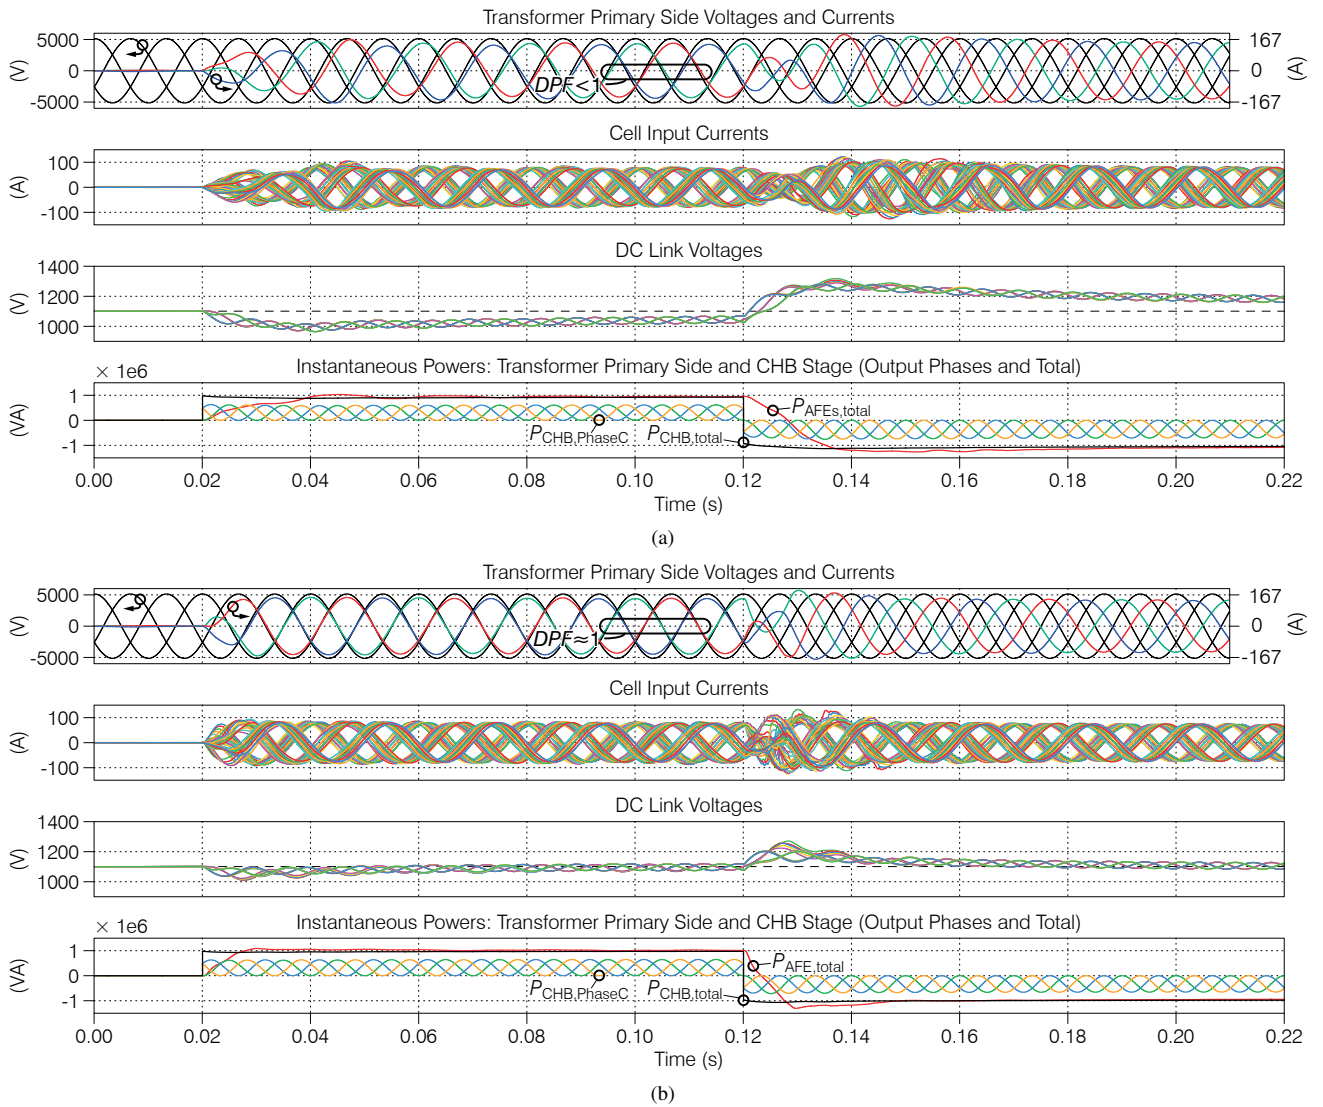 Transformer Primary Side Voltages and Currents
5000
0
-5000
(V)
167
0
-167
(A)
DPF<1
Cell Input Currents
100
0
-100
(A)
DC Link Voltages
1400
1200
1000
(V)
Instantaneous Powers: Transformer Primary Side and CHB Stage (Output Phases and Total)
× 1e6
1
0
-1
(VA)
PAFEs,total
PCHB,PhaseC
PCHB,total
0.00 0.02 0.04 0.06 0.08 0.10 0.12 0.14 0.16 0.18 0.20 0.22
Time (s)
(a)
Transformer Primary Side Voltages and Currents
5000
0
-5000
(V)
167
0
-167
(A)
DPF≈1
Cell Input Currents
100
0
-100
(A)
DC Link Voltages
1400
1200
1000
(V)
Instantaneous Powers: Transformer Primary Side and CHB Stage (Output Phases and Total)
× 1e6
1
0
-1
(VA)
PAFE,total
PCHB,PhaseC
PCHB,total
0.00 0.02 0.04 0.06 0.08 0.10 0.12 0.14 0.16 0.18 0.20 0.22
Time (s)
(b)